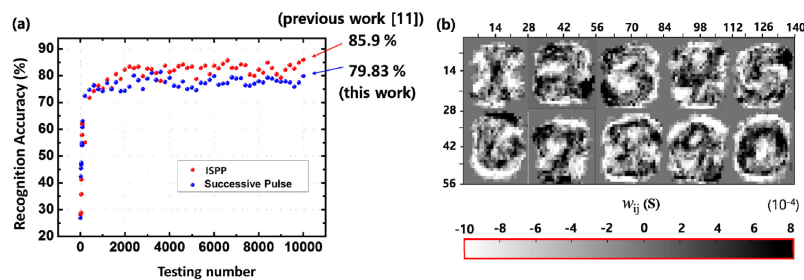 (a)
(previous work [11])
85.9 %
79.83 %
(this work)
Recognition Accuracy (%)
90
80
70
60
50
40
30
20
ISPP
Successive Pulse
0 2000 4000 6000 8000 10000
Testing number
(b)
14 28 42 56 70 84 98 112 126 140
14
28
42
56
wij (S)
(10-4)
-10 -8 -6 -4 -2 0 2 4 6 8